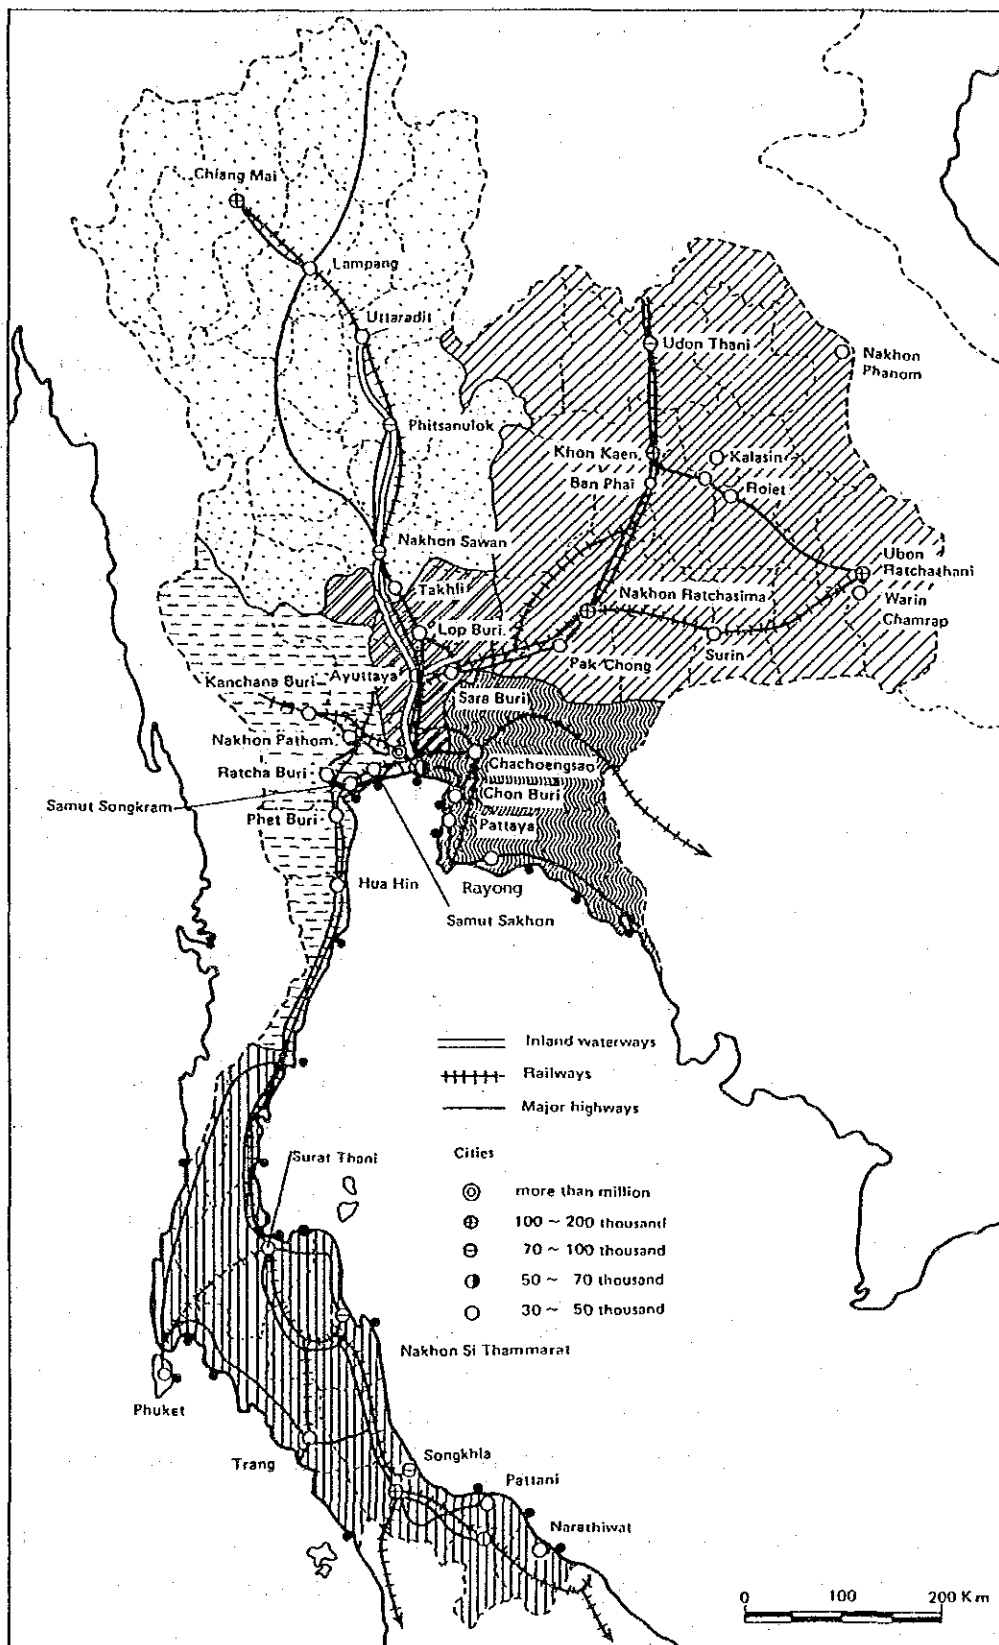 Chiang Mai
Lampang
Uttaradit
Udon Thani
Nakhon
Phanom
Phitsanulok
Khon Kaen
Kalasin
Ban Phai
Roiet
Nakhon Sawan
Ubon
Ratchathani
Takhli
Nakhon Ratchasima
Warin
Chamrap
Lop Buri
Surin
Pak Chong
Kanchana Buri
Ayuttaya
Sara Buri
Nakhon Pathom
Ratcha Buri
Chachoengsao
Samut Songkram
Chon Buri
Phet Buri
Pattaya
Hua Hin
Rayong
Samut Sakhon
Inland waterways
Railways
Major highways
Surat Thani
Cities
more than million
100 ~ 200 thousand
70 ~ 100 thousand
50 ~ 70 thousand
30 ~ 50 thousand
Nakhon Si Thammarat
Phuket
Trang
Songkhla
Pattani
Narathiwat
0 100 200 Km